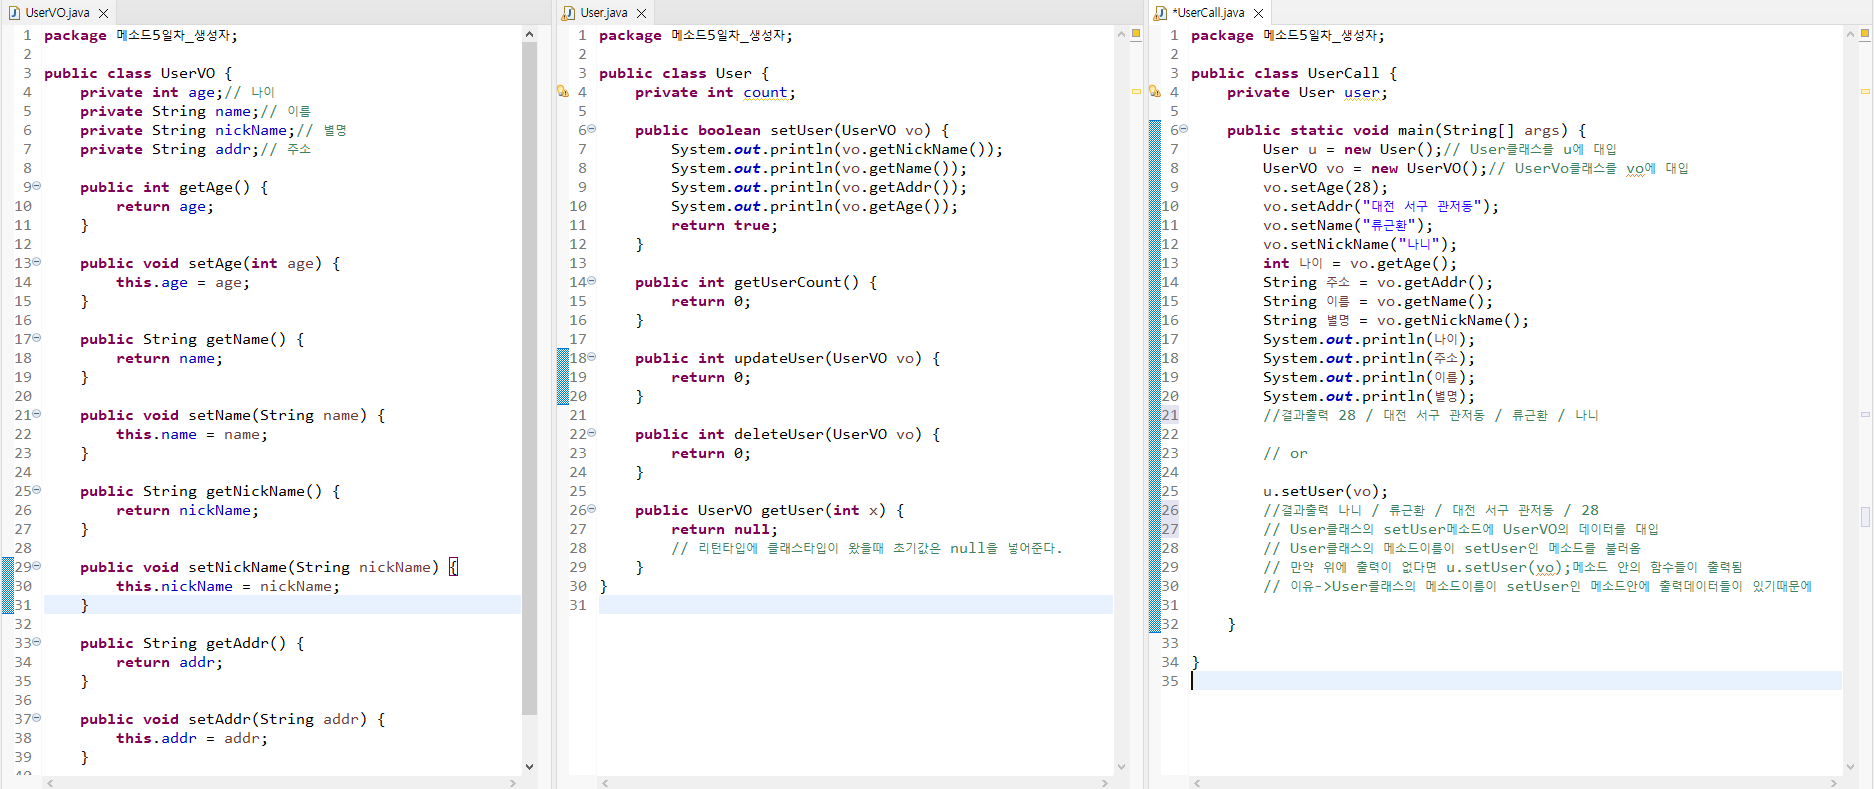 UserVO.java
1 package 메소드5일차_생성자;
2
3 public class UserVO {
4 private int age;// 나이
5 private String name;// 이름
6 private String nickName;// 별명
7 private String addr;// 주소
8
9 public int getAge() {
10 return age;
11 }
12
13 public void setAge(int age) {
14 this.age = age;
15 }
16
17 public String getName() {
18 return name;
19 }
20
21 public void setName(String name) {
22 this.name = name;
23 }
24
25 public String getNickName() {
26 return nickName;
27 }
28
29 public void setNickName(String nickName) {
30 this.nickName = nickName;
31 }
32
33 public String getAddr() {
34 return addr;
35 }
36
37 public void setAddr(String addr) {
38 this.addr = addr;
39 }
40
User.java
1 package 메소드5일차_생성자;
2
3 public class User {
4 private int count;
5
6 public boolean setUser(UserVO vo) {
7 System.out.println(vo.getNickName());
8 System.out.println(vo.getName());
9 System.out.println(vo.getAddr());
10 System.out.println(vo.getAge());
11 return true;
12 }
13
14 public int getUserCount() {
15 return 0;
16 }
17
18 public int updateUser(UserVO vo) {
19 return 0;
20 }
21
22 public int deleteUser(UserVO vo) {
23 return 0;
24 }
25
26 public UserVO getUser(int x) {
27 return null;
28 // 리턴타입에 클래스타입이 왔을때 초기값은 null을 넣어준다.
29 }
30 }
31
*UserCall.java
1 package 메소드5일차_생성자;
2
3 public class UserCall {
4 private User user;
5
6 public static void main(String[] args) {
7 User u = new User();// User클래스를 u에 대입
8 UserVO vo = new UserVO();// UserVo클래스를 vo에 대입
9 vo.setAge(28);
10 vo.setAddr("대전 서구 관저동");
11 vo.setName("류근환");
12 vo.setNickName("나니");
13 int 나이 = vo.getAge();
14 String 주소 = vo.getAddr();
15 String 이름 = vo.getName();
16 String 별명 = vo.getNickName();
17 System.out.println(나이);
18 System.out.println(주소);
19 System.out.println(이름);
20 System.out.println(별명);
21 //결과출력 28 / 대전 서구 관저동 / 류근환 / 나니
22
23 // or
24
25 u.setUser(vo);
26 //결과출력 나니 / 류근환 / 대전 서구 관저동 / 28
27 // User클래스의 setUser메소드에 UserVO의 데이터를 대입
28 // User클래스의 메소드이름이 setUser인 메소드를 불러옴
29 // 만약 위에 출력이 없다면 u.setUser(vo);메소드 안의 함수들이 출력됨
30 // 이유->User클래스의 메소드이름이 setUser인 메소드안에 출력데이터들이 있기때문에
31
32 }
33
34 }
35